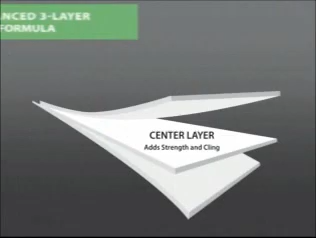 ANCED 3-LAYER
FORMULA
CENTER LAYER
Adds Strength and Cling